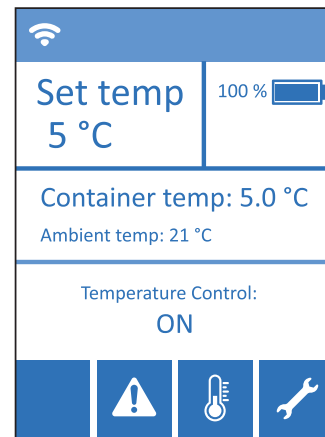 Set temp
5 °C
100 %
Container temp: 5.0 °C
Ambient temp: 21 °C
Temperature Control:
ON